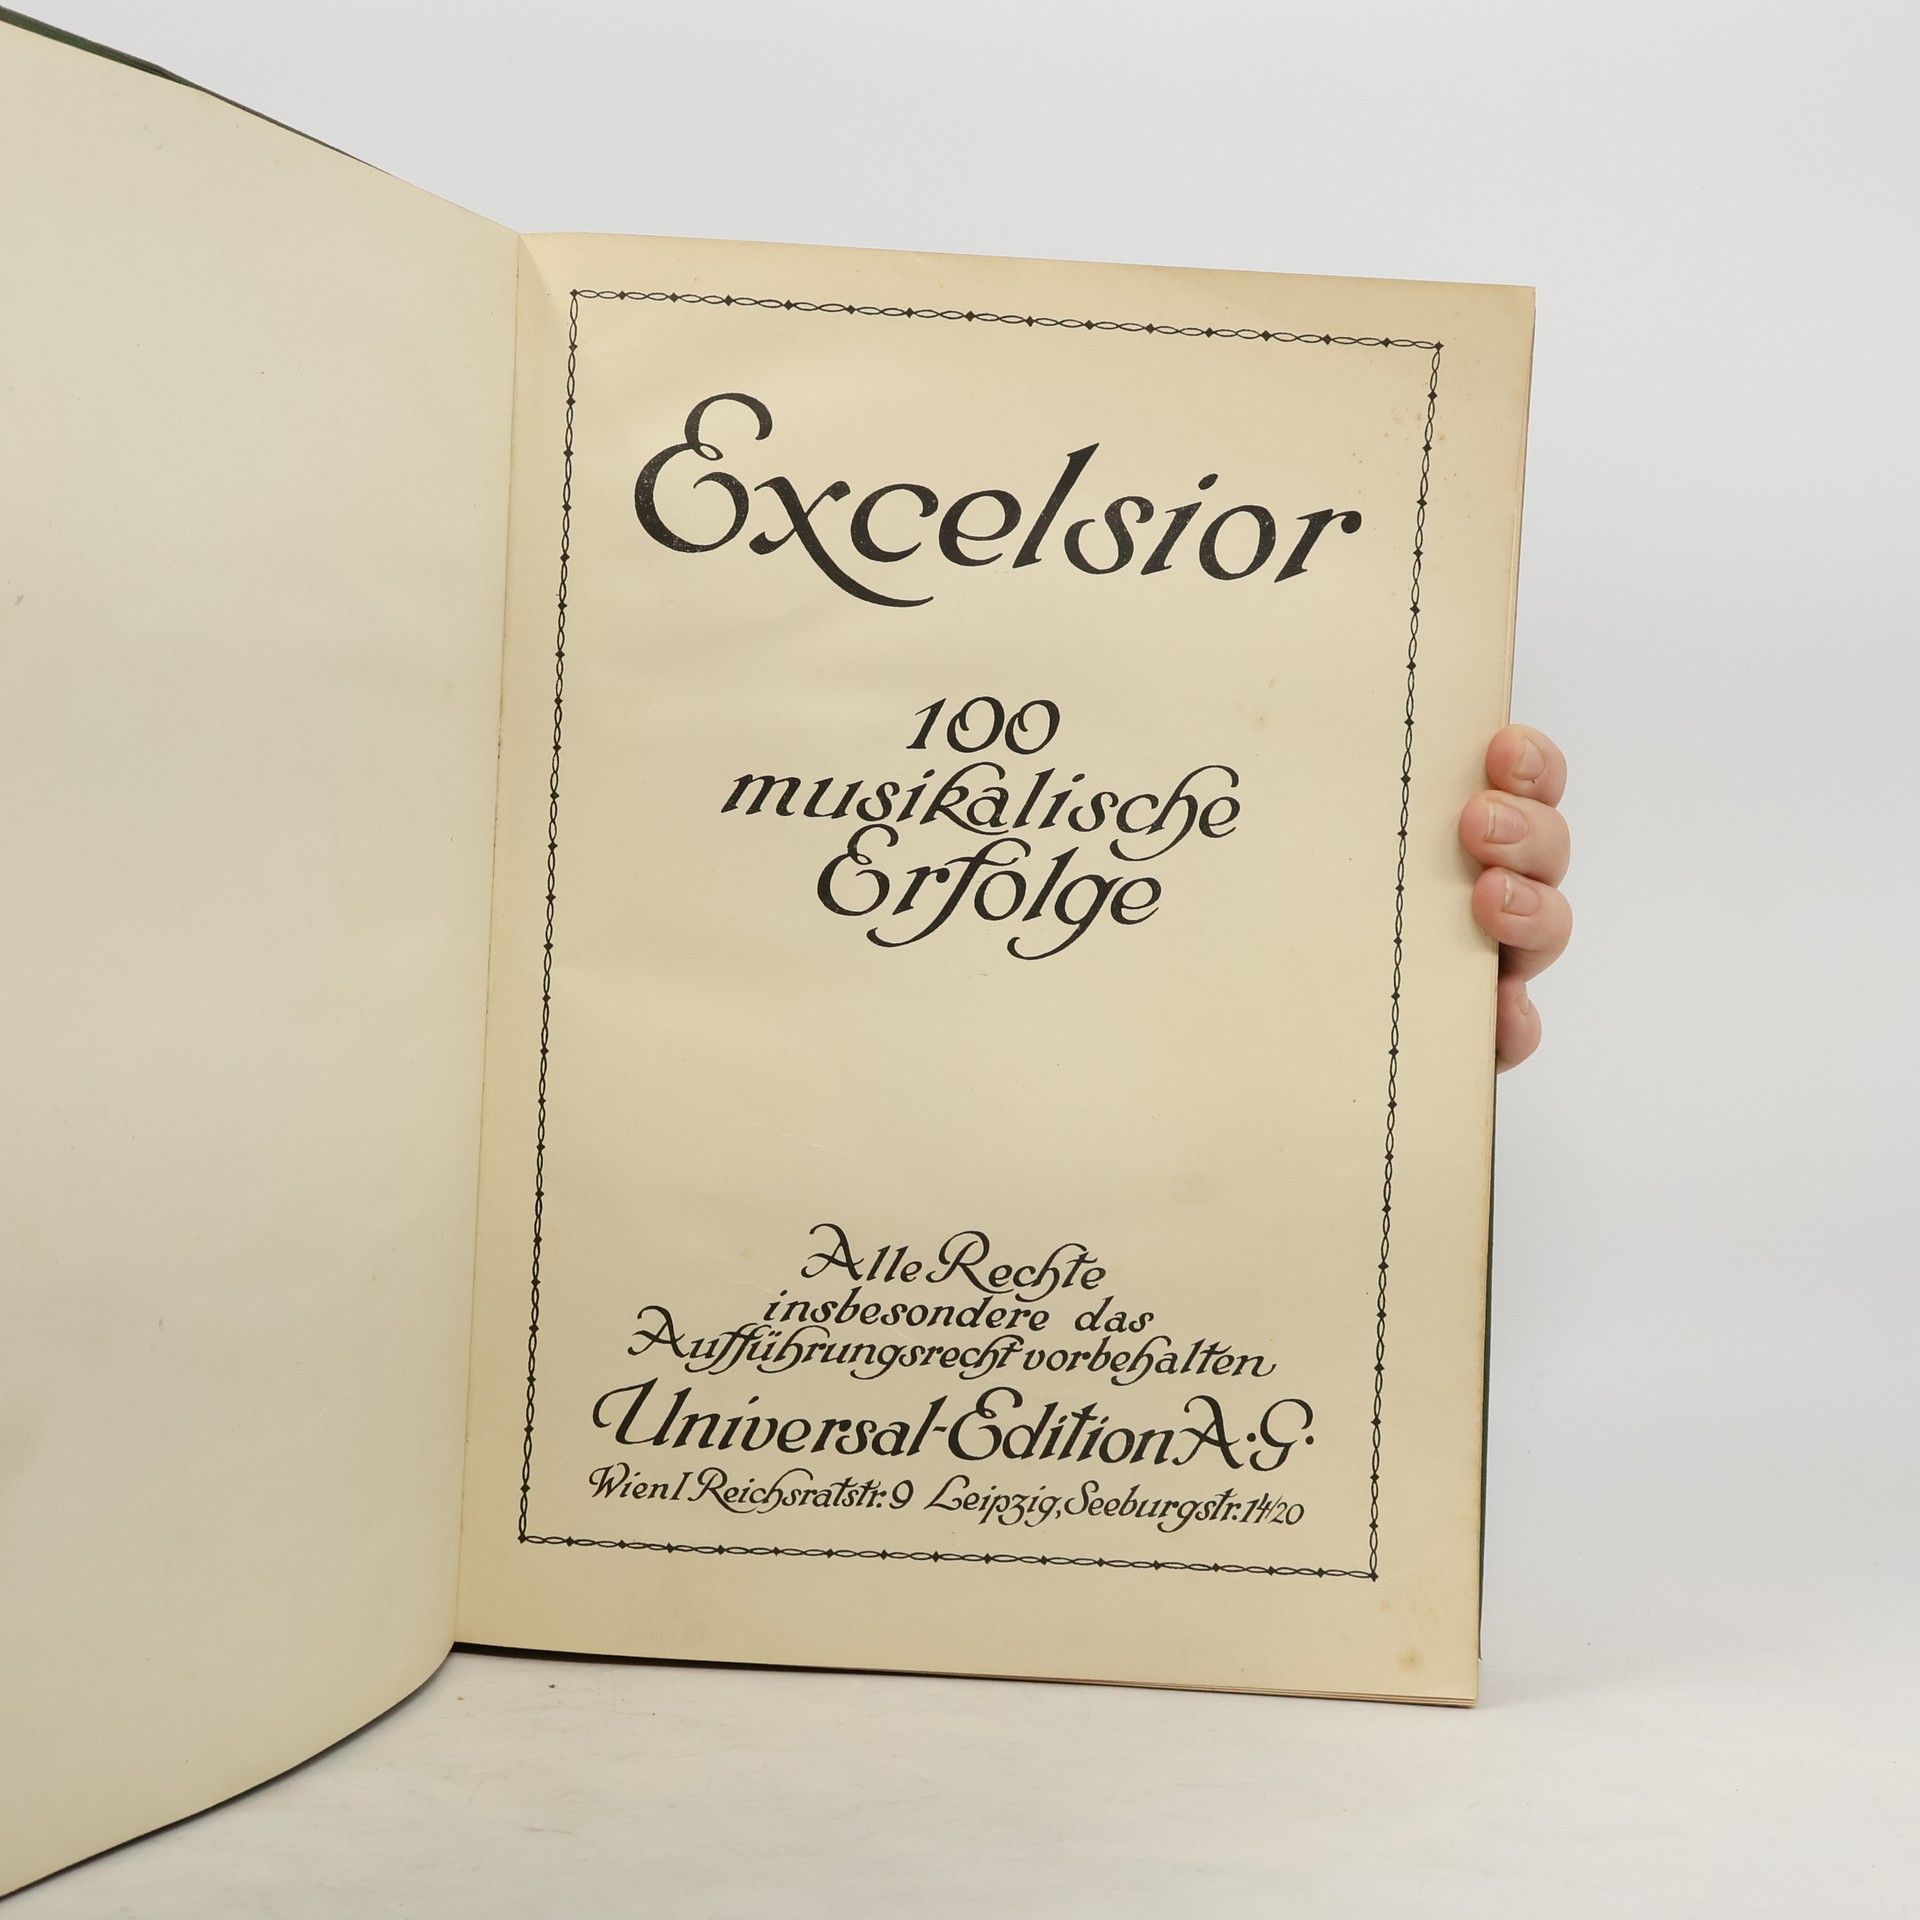 Excelsior
100
musikalische
Erfolge
Alle Rechte
insbesondere das
Aufführungsrecht vorbehalten
Universal-Edition A.G.
Wien I Reichsratstr. 9 Leipzig, Seeburgstr. 14/20